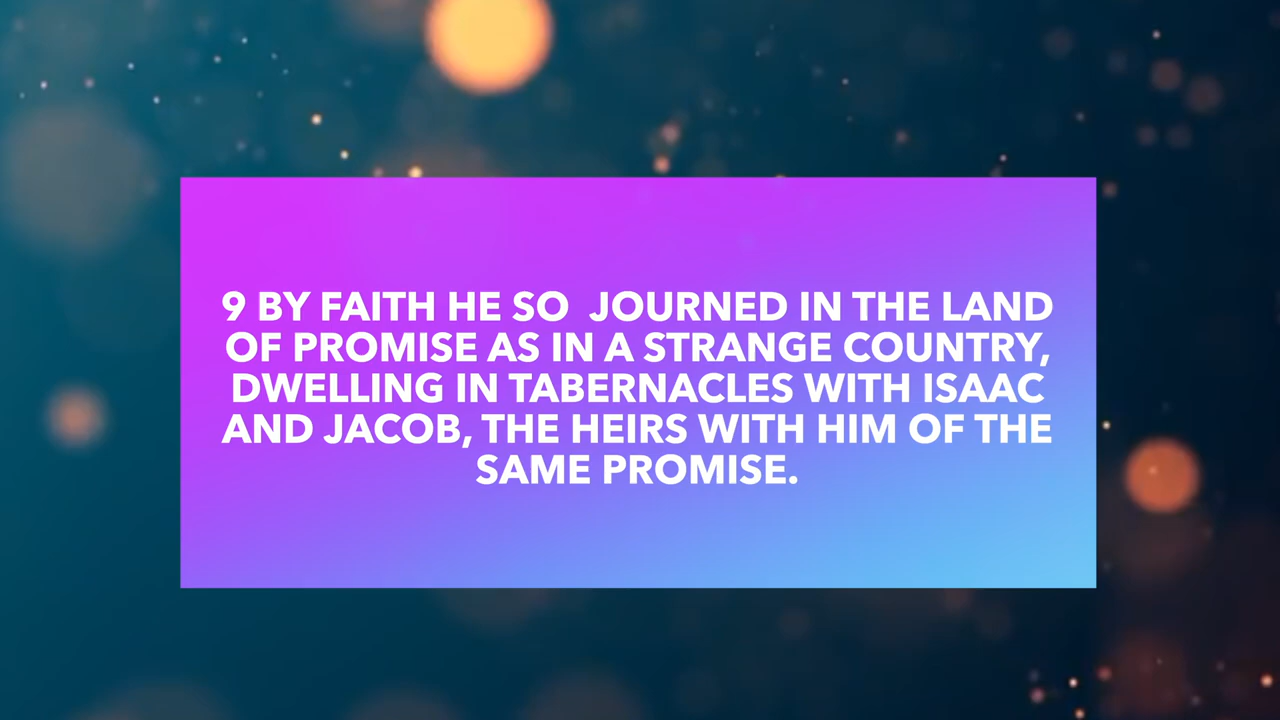 9 BY FAITH HE SO  JOURNED IN THE LAND
OF PROMISE AS IN A STRANGE COUNTRY,
DWELLING IN TABERNACLES WITH ISAAC
AND JACOB, THE HEIRS WITH HIM OF THE
SAME PROMISE.